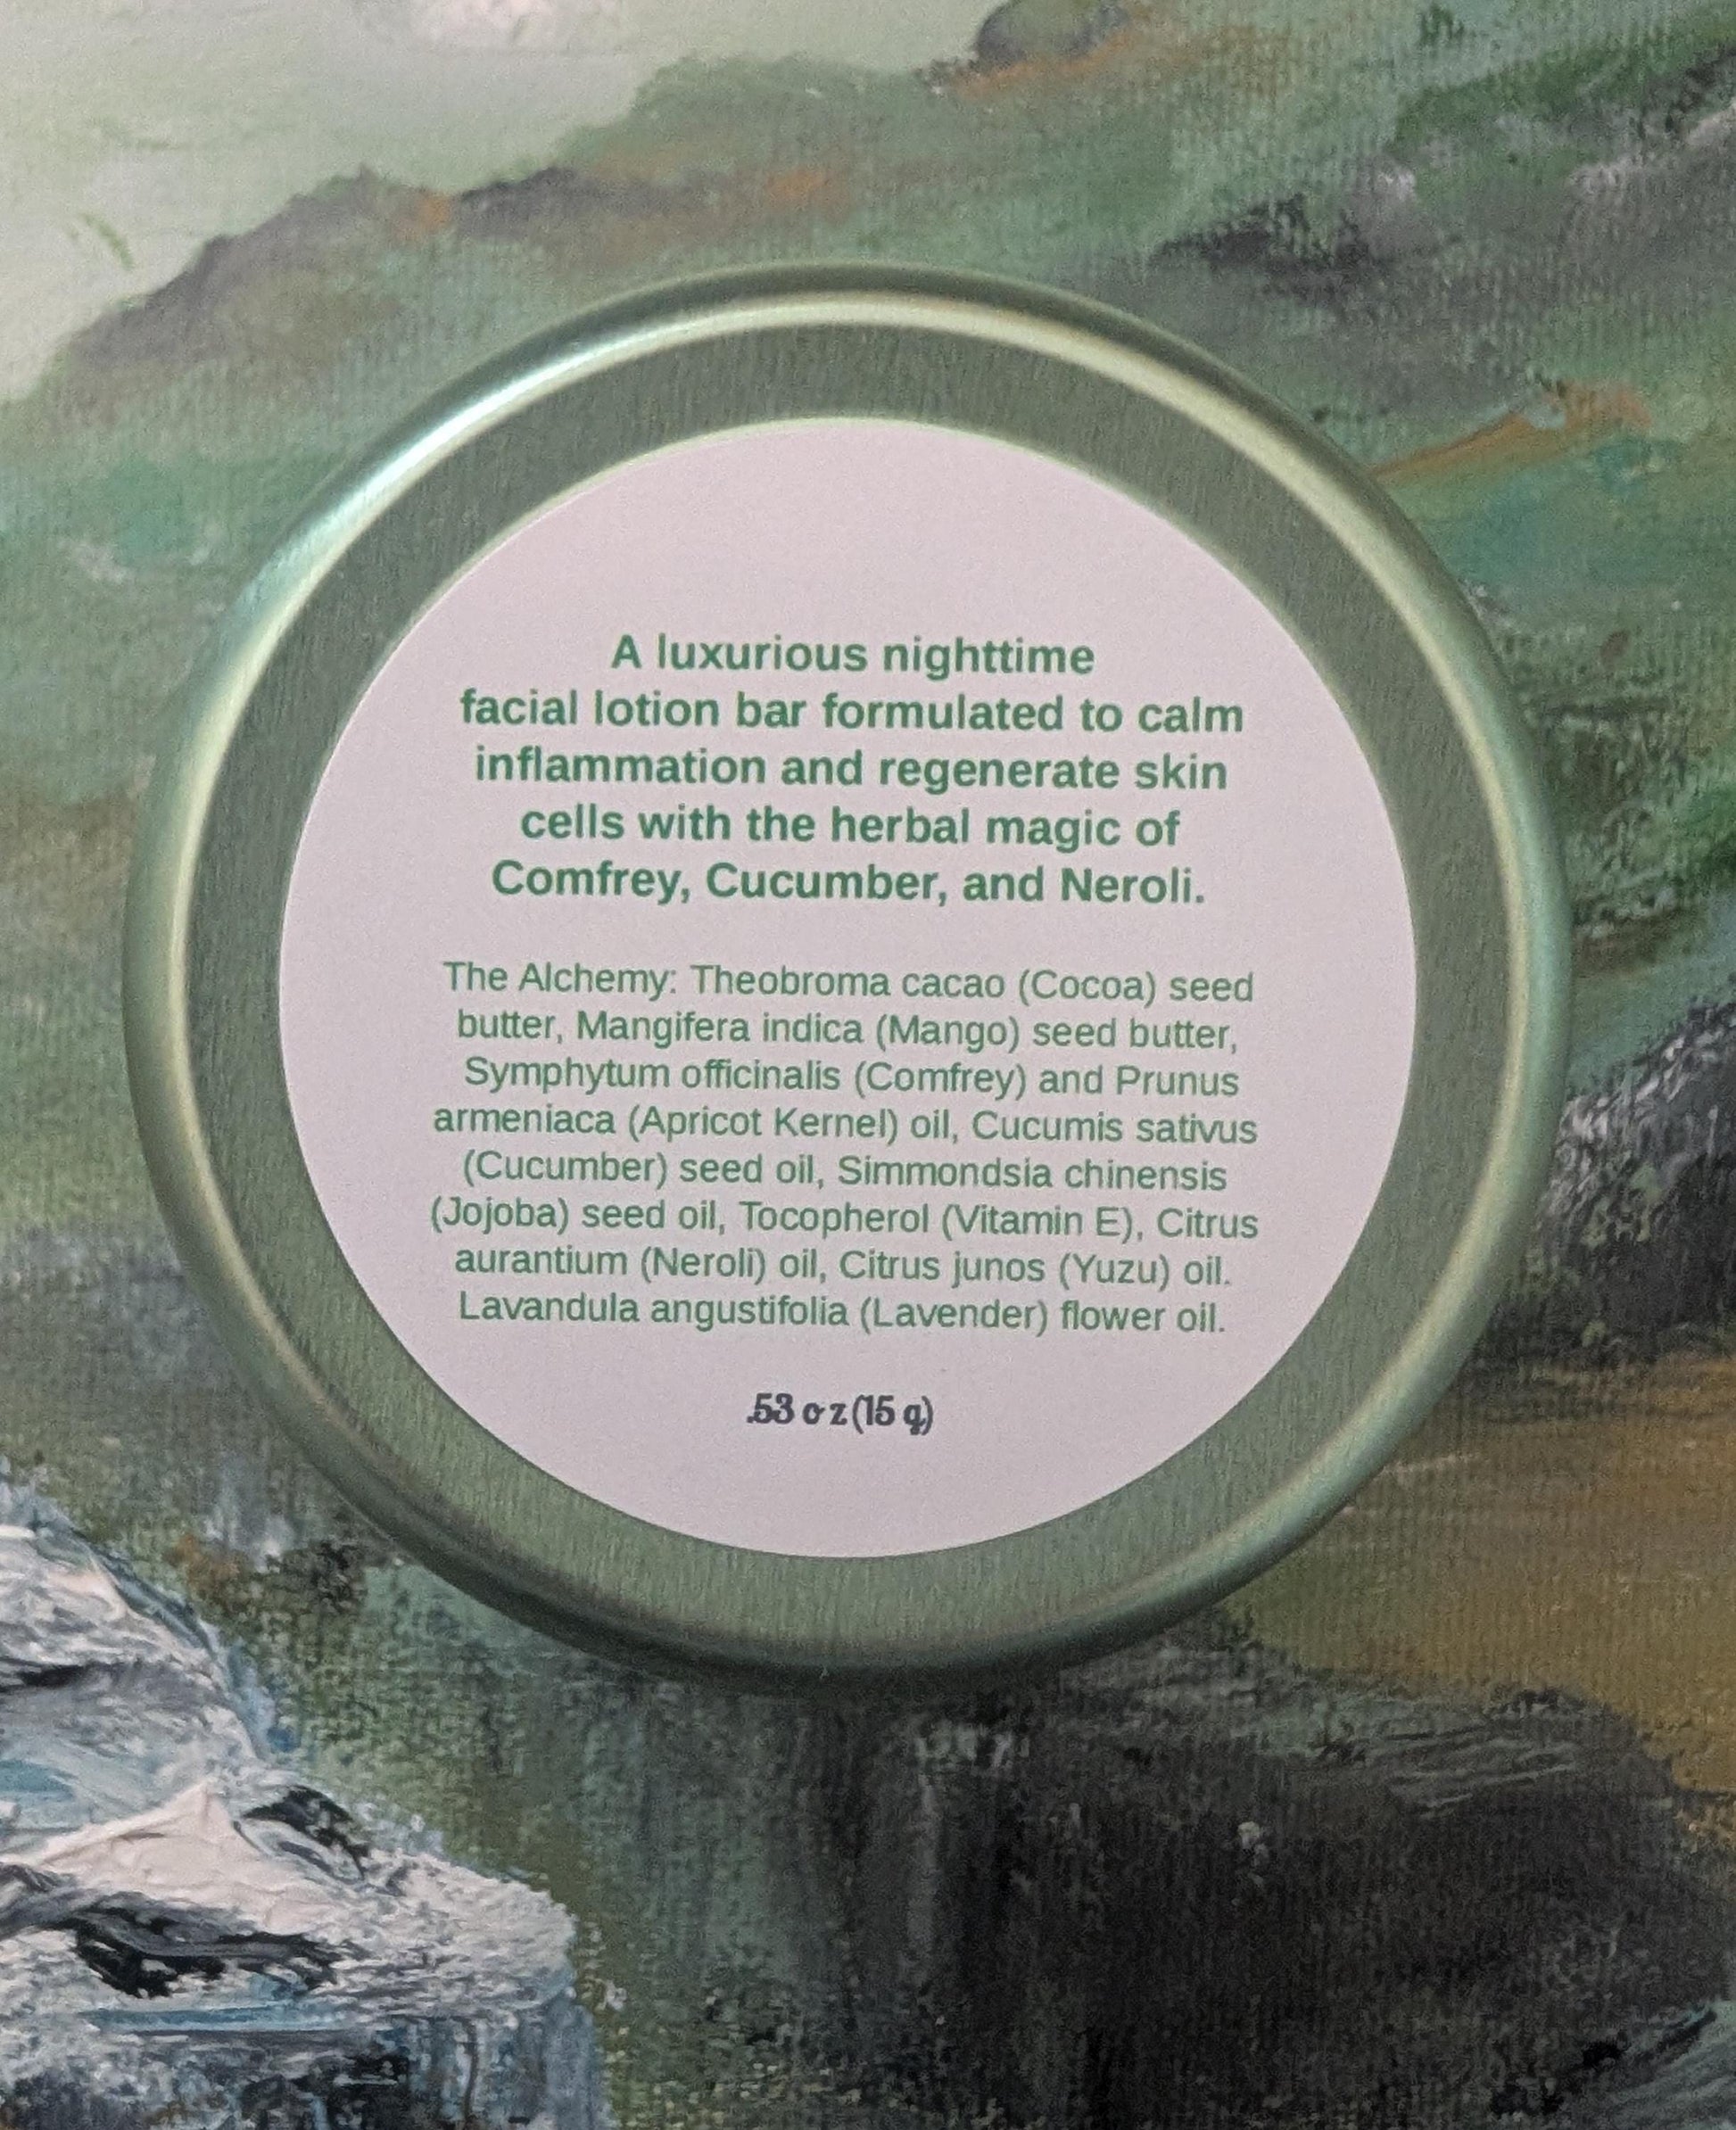 A luxurious nighttime
facial lotion bar formulated to calm
inflammation and regenerate skin
cells with the herbal magic of
Comfrey, Cucumber, and Neroli.
The Alchemy: Theobroma cacao (Cocoa) seed
butter, Mangifera indica (Mango) seed butter,
Symphytum officinalis (Comfrey) and Prunus
armeniaca (Apricot Kernel) oil, Cucumis sativus
(Cucumber) seed oil, Simmondsia chinensis
(Jojoba) seed oil, Tocopherol (Vitamin E), Citrus
aurantium (Neroli) oil, Citrus junos (Yuzu) oil.
Lavandula angustifolia (Lavender) flower oil.
.53 oz (15 g)